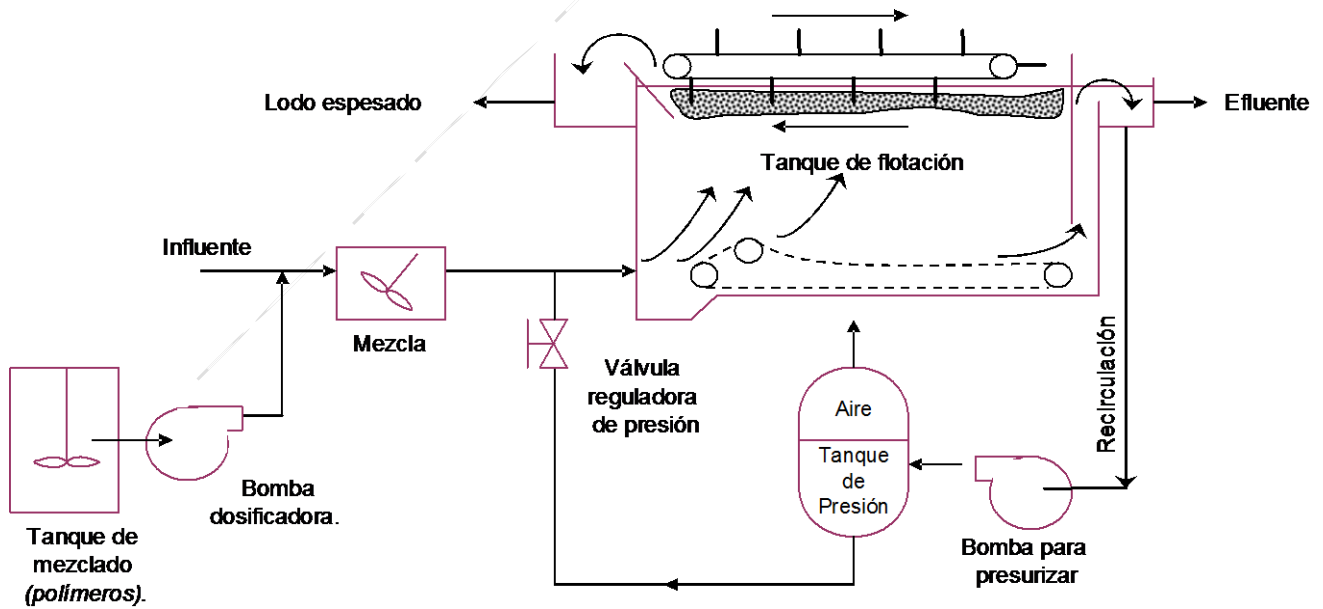 Lodo espesado
Efluente
Tanque de flotación
Influente
Mezcla
Válvula
reguladora
de presión
Aire
Tanque
de
Presión
Recirculación
Bomba
dosificadora.
Tanque de
mezclado
(polímeros).
Bomba para
presurizar